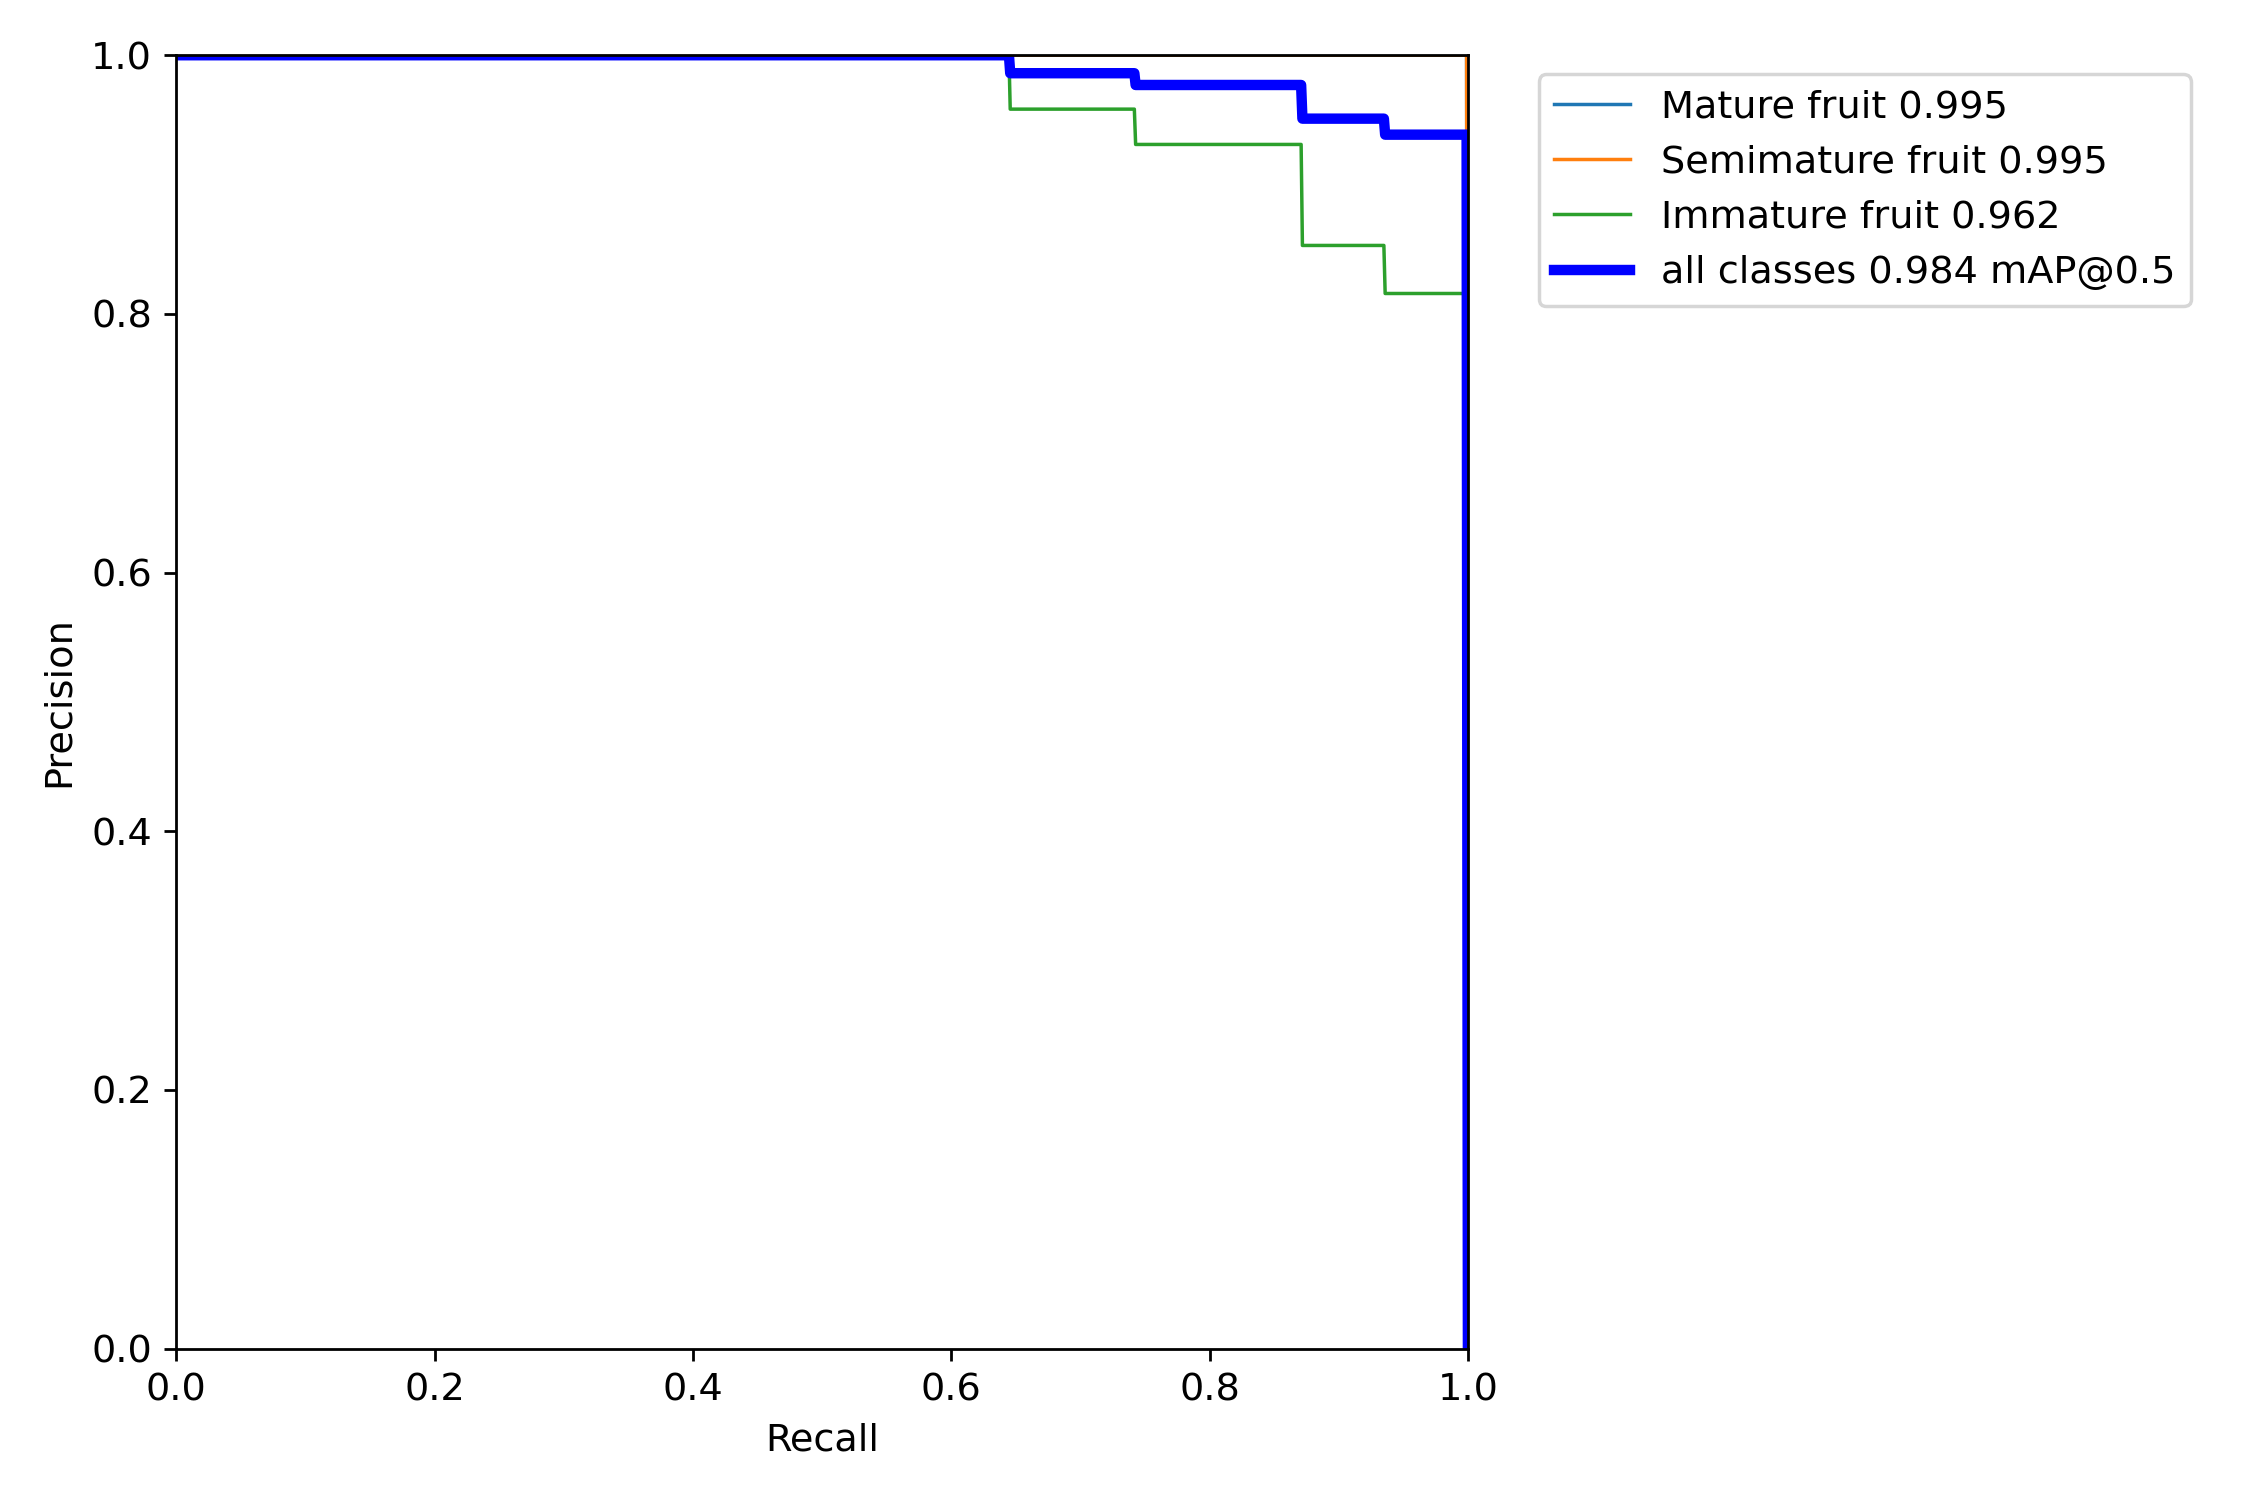 1.0
0.8
0.6
0.4
0.2
0.0
Precision
0.0 0.2 0.4 0.6 0.8 1.0
Recall
Mature fruit 0.995
Semimature fruit 0.995
Immature fruit 0.962
all classes 0.984 mAP@0.5